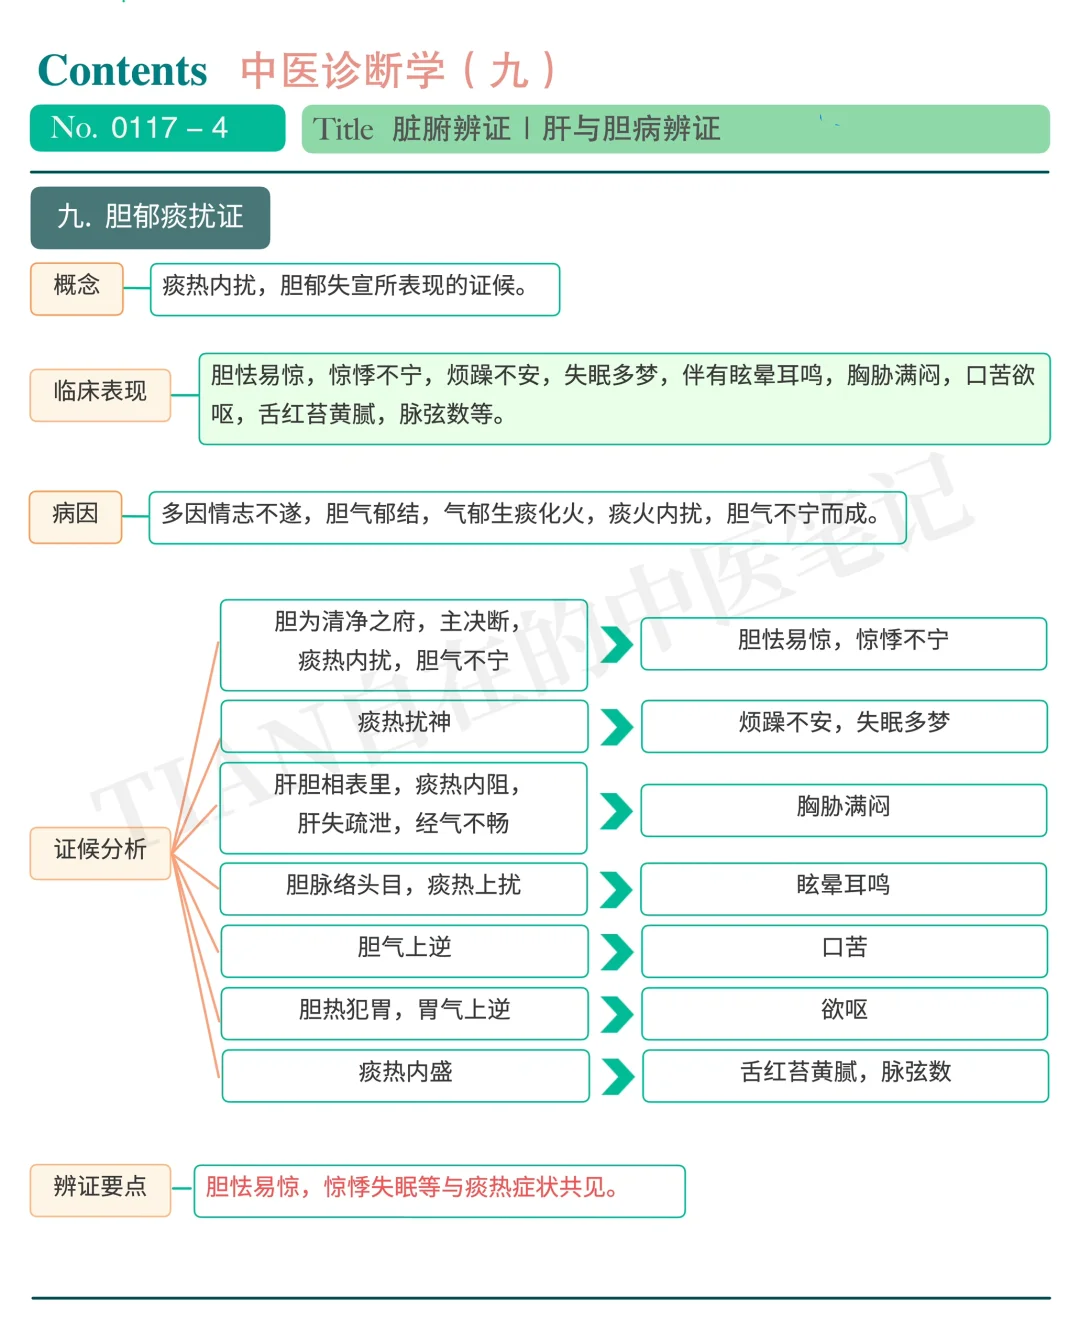 Contents 中医诊断学（九）
No. 0117-4
Title 脏腑辨证｜肝与胆病辨证
九. 胆郁痰扰证
概念
痰热内扰，胆郁失宣所表现的证候。
临床表现
胆怯易惊，惊悸不宁，烦躁不安，失眠多梦，伴有眩晕耳鸣，胸胁满闷，口苦欲
呕，舌红苔黄腻，脉弦数等。
病因
多因情志不遂，胆气郁结，气郁生痰化火，痰火内扰，胆气不宁而成。
证候分析
胆为清净之府，主决断，
痰热内扰，胆气不宁
胆怯易惊，惊悸不宁
痰热扰神
烦躁不安，失眠多梦
肝胆相表里，痰热内阻，
肝失疏泄，经气不畅
胸胁满闷
胆脉络头目，痰热上扰
眩晕耳鸣
胆气上逆
口苦
胆热犯胃，胃气上逆
欲呕
痰热内盛
舌红苔黄腻，脉弦数
辨证要点
胆怯易惊，惊悸失眠等与痰热症状共见。
TIAN自在的中医笔记